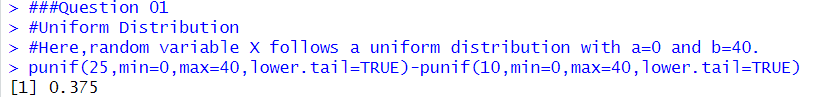 > ###Question 01
> #Uniform Distribution
> #Here,random variable X follows a uniform distribution with a=0 and b=40.
> punif(25,min=0,max=40,lower.tail=TRUE)-punif(10,min=0,max=40,lower.tail=TRUE)
[1] 0.375